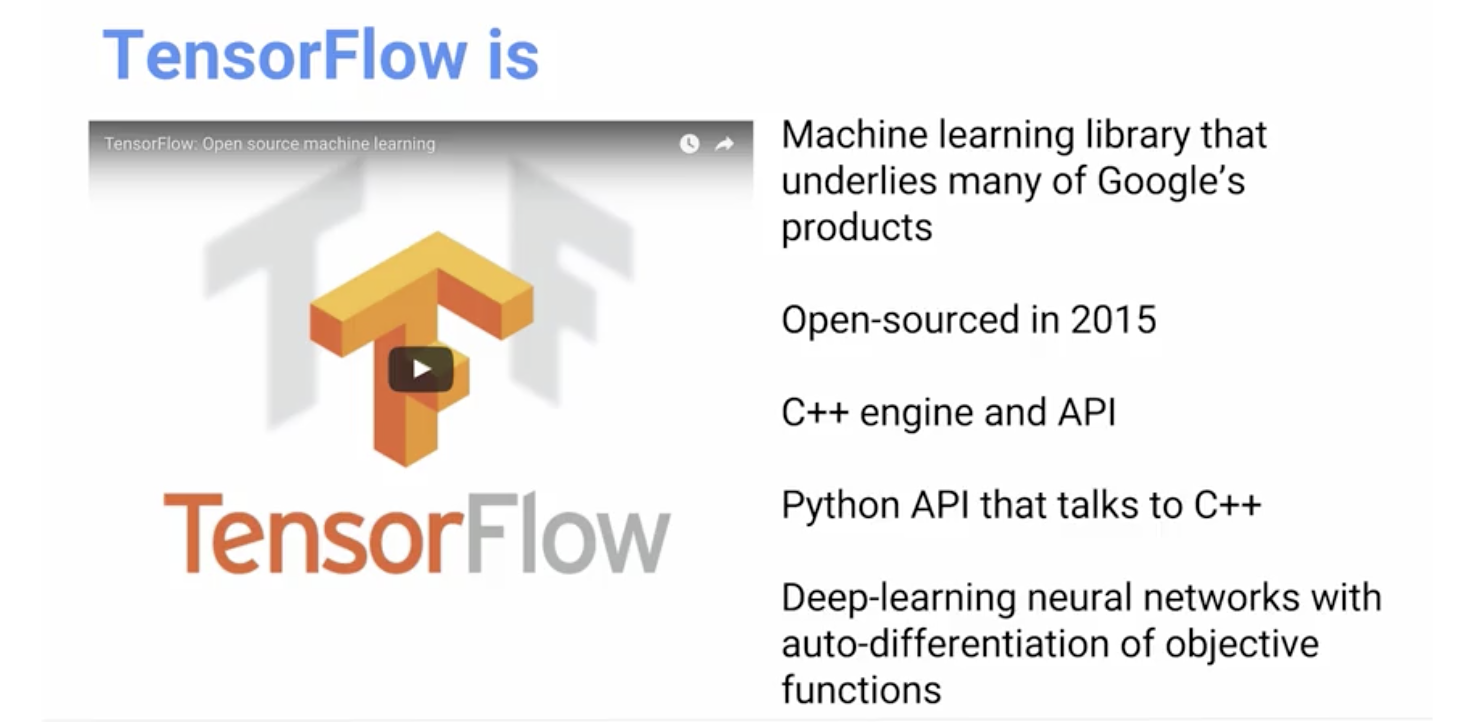 TensorFlow is
TensorFlow: Open source machine learning
TensorFlow
Machine learning library that
underlies many of Google’s
products
Open-sourced in 2015
C++ engine and API
Python API that talks to C++
Deep-learning neural networks with
auto-differentiation of objective
functions